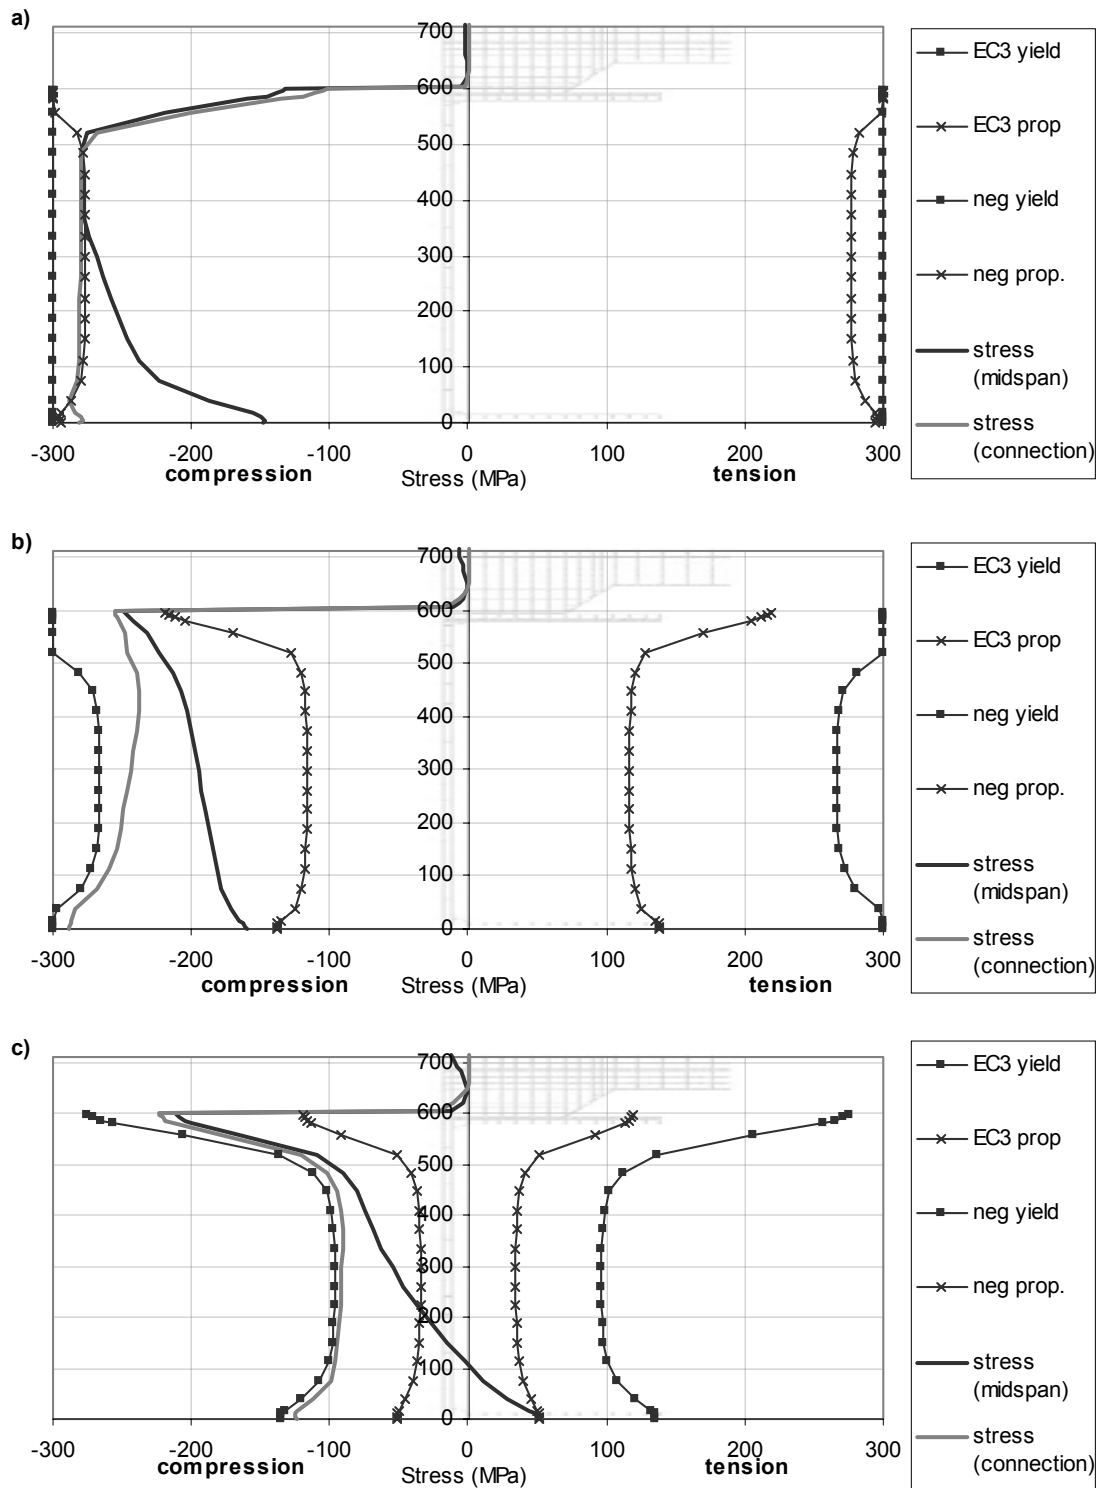 a)
700
600
500
400
300
200
100
0
-300 -200 -100 0 100 200 300
compression Stress (MPa) tension
EC3 yield
EC3 prop
neg yield
neg prop.
stress
(midspan)
stress
(connection)
b)
700
600
500
400
300
200
100
0
-300 -200 -100 0 100 200 300
compression Stress (MPa) tension
EC3 yield
EC3 prop
neg yield
neg prop.
stress
(midspan)
stress
(connection)
c)
700
600
500
400
300
200
100
0
-300 -200 -100 0 100 200 300
compression Stress (MPa) tension
EC3 yield
EC3 prop
neg yield
neg prop.
stress
(midspan)
stress
(connection)